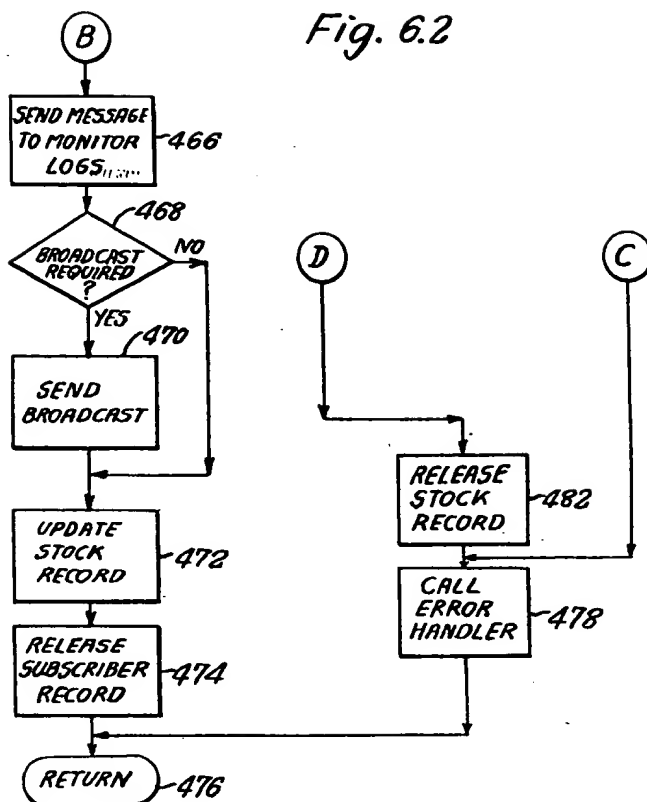 Fig. 6.2
B
SEND MESSAGE
TO MONITOR
LOGS
466
468
BROADCAST
REQUIRED
?
NO
YES
470
SEND
BROADCAST
UPDATE
STOCK
RECORD
472
RELEASE
SUBSCRIBER
RECORD
474
RETURN
476
D
C
RELEASE
STOCK
RECORD
482
CALL
ERROR
HANDLER
478